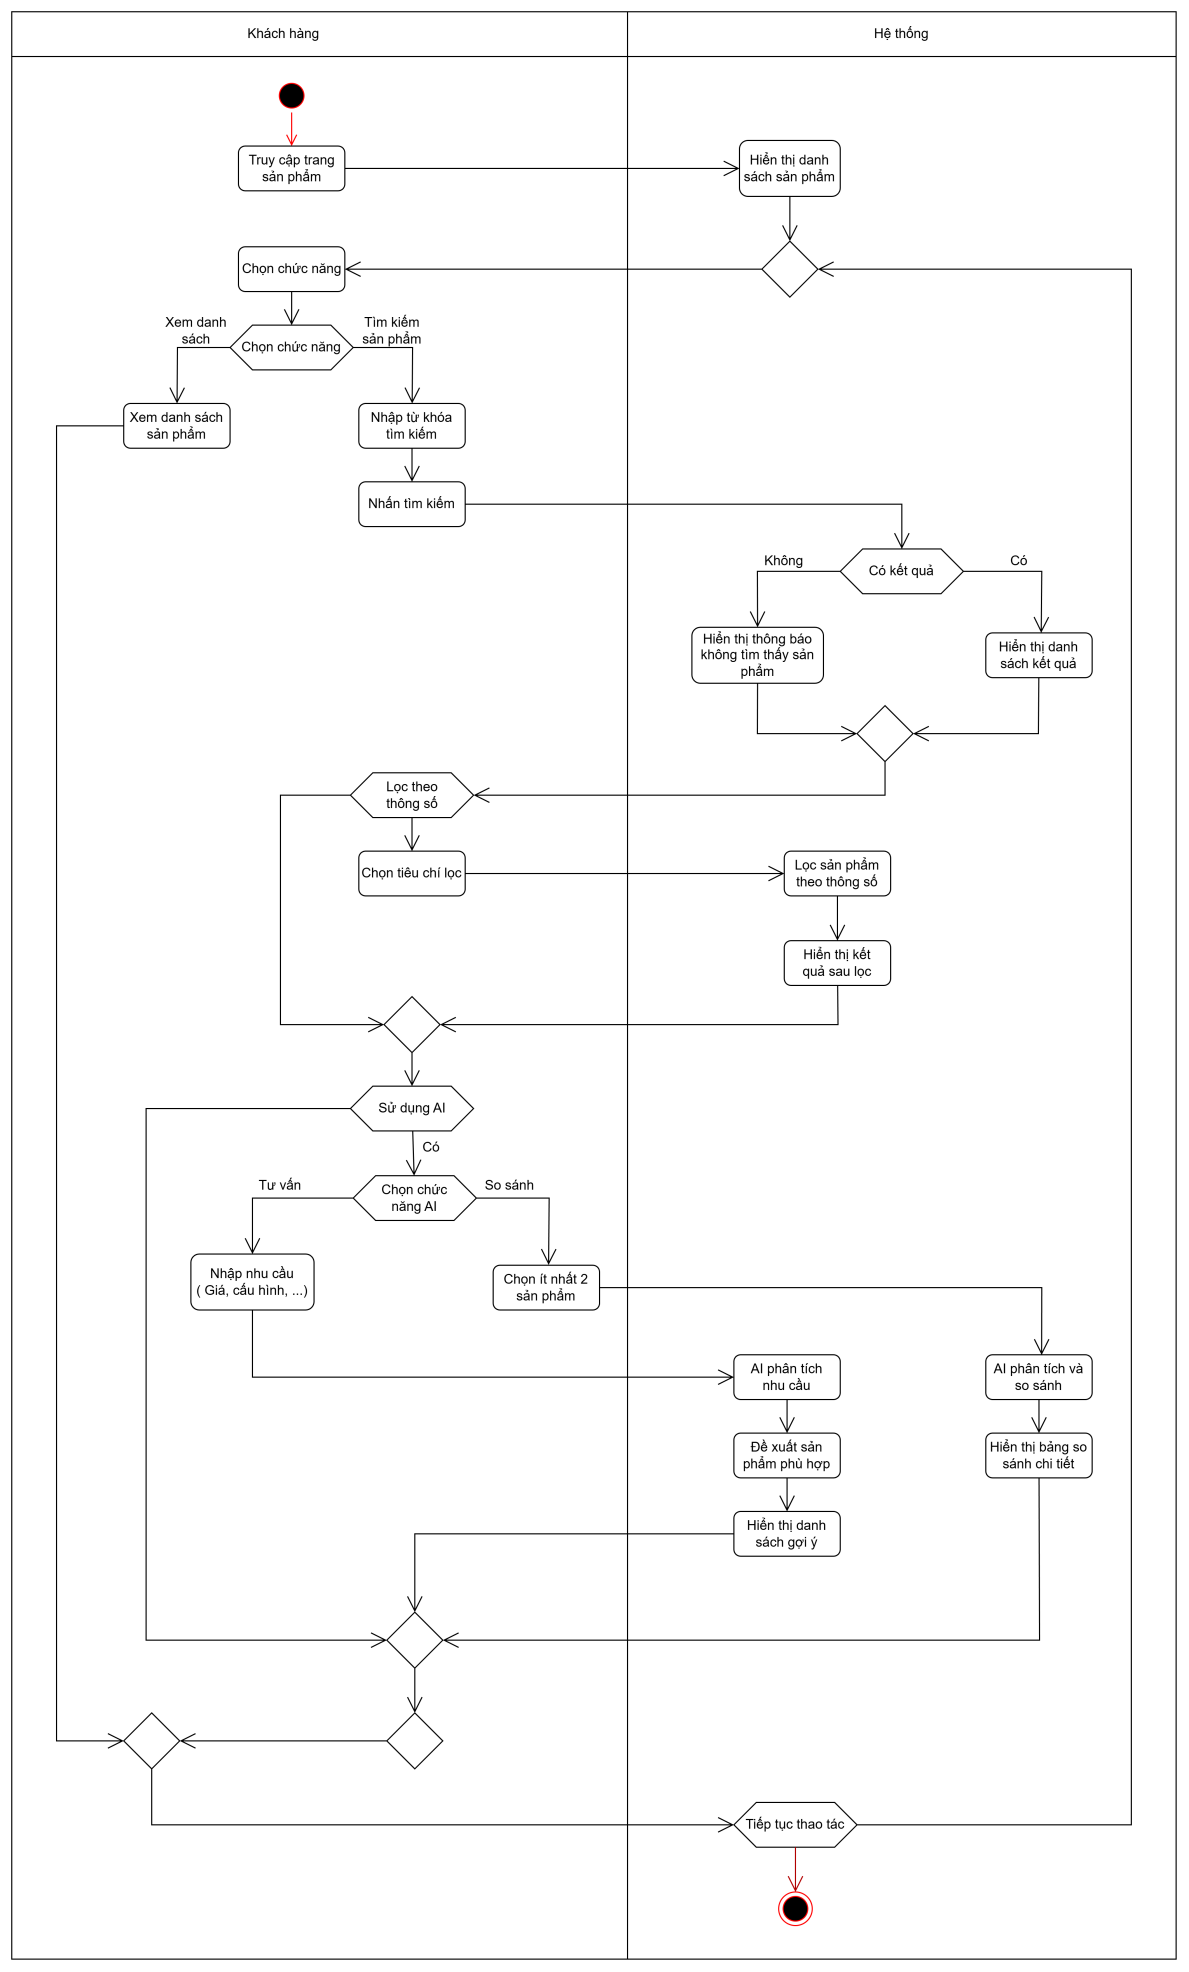 Khách hàng
Hệ thống
Truy cập trang
sản phẩm
Hiển thị danh
sách sản phẩm
Chọn chức năng
Xem danh
sách
Chọn chức năng
Tìm kiếm
sản phẩm
Xem danh sách
sản phẩm
Nhập từ khóa
tìm kiếm
Nhấn tìm kiếm
Không
Có kết quả
Có
Hiển thị thông báo
không tìm thấy sản
phẩm
Hiển thị danh
sách kết quả
Lọc theo
thông số
Chọn tiêu chí lọc
Lọc sản phẩm
theo thông số
Hiển thị kết
quả sau lọc
Sử dụng AI
Có
Tư vấn
Chọn chức
năng AI
So sánh
Nhập nhu cầu
( Giá, cấu hình, ...)
Chọn ít nhất 2
sản phẩm
AI phân tích
nhu cầu
AI phân tích và
so sánh
Đề xuất sản
phẩm phù hợp
Hiển thị bảng so
sánh chi tiết
Hiển thị danh
sách gợi ý
Tiếp tục thao tác